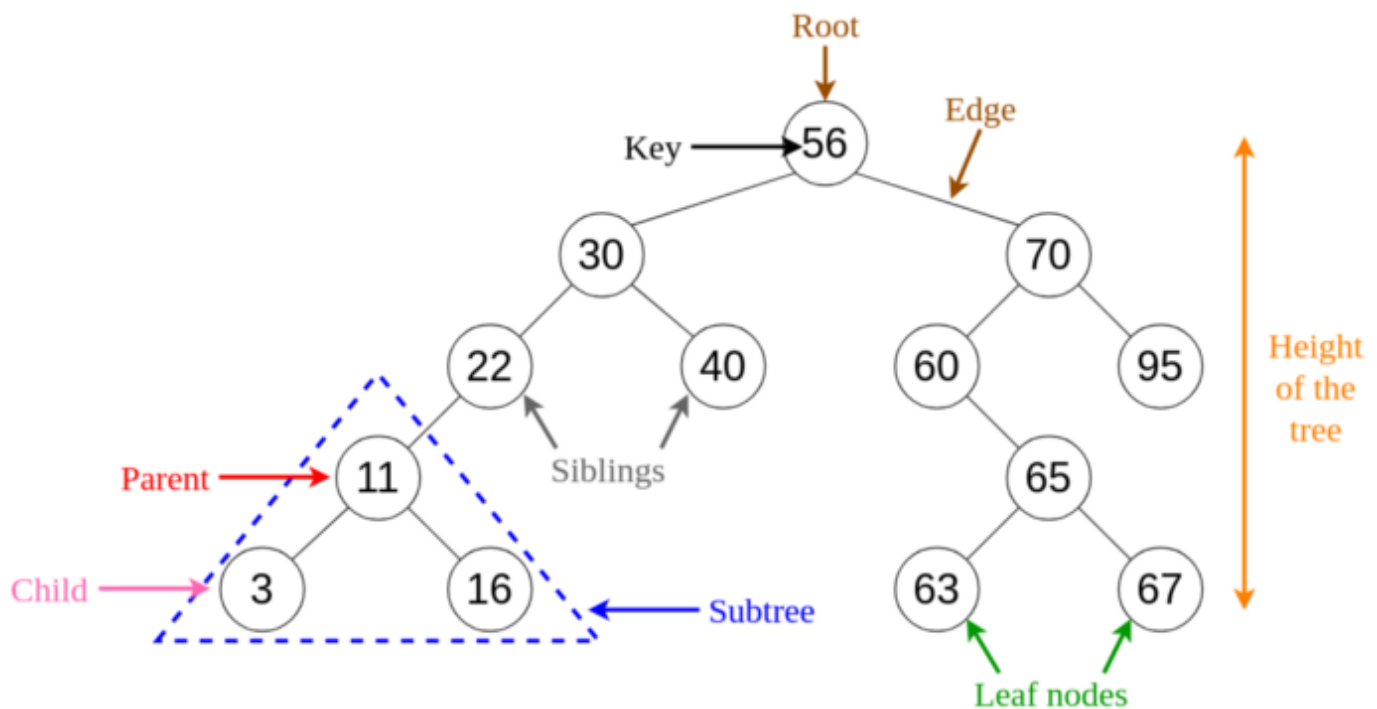 Root
Edge
Key
56
30
70
22
40
60
95
Height
of the
tree
Parent
11
Siblings
65
Child
3
16
Subtree
63
67
Leaf nodes